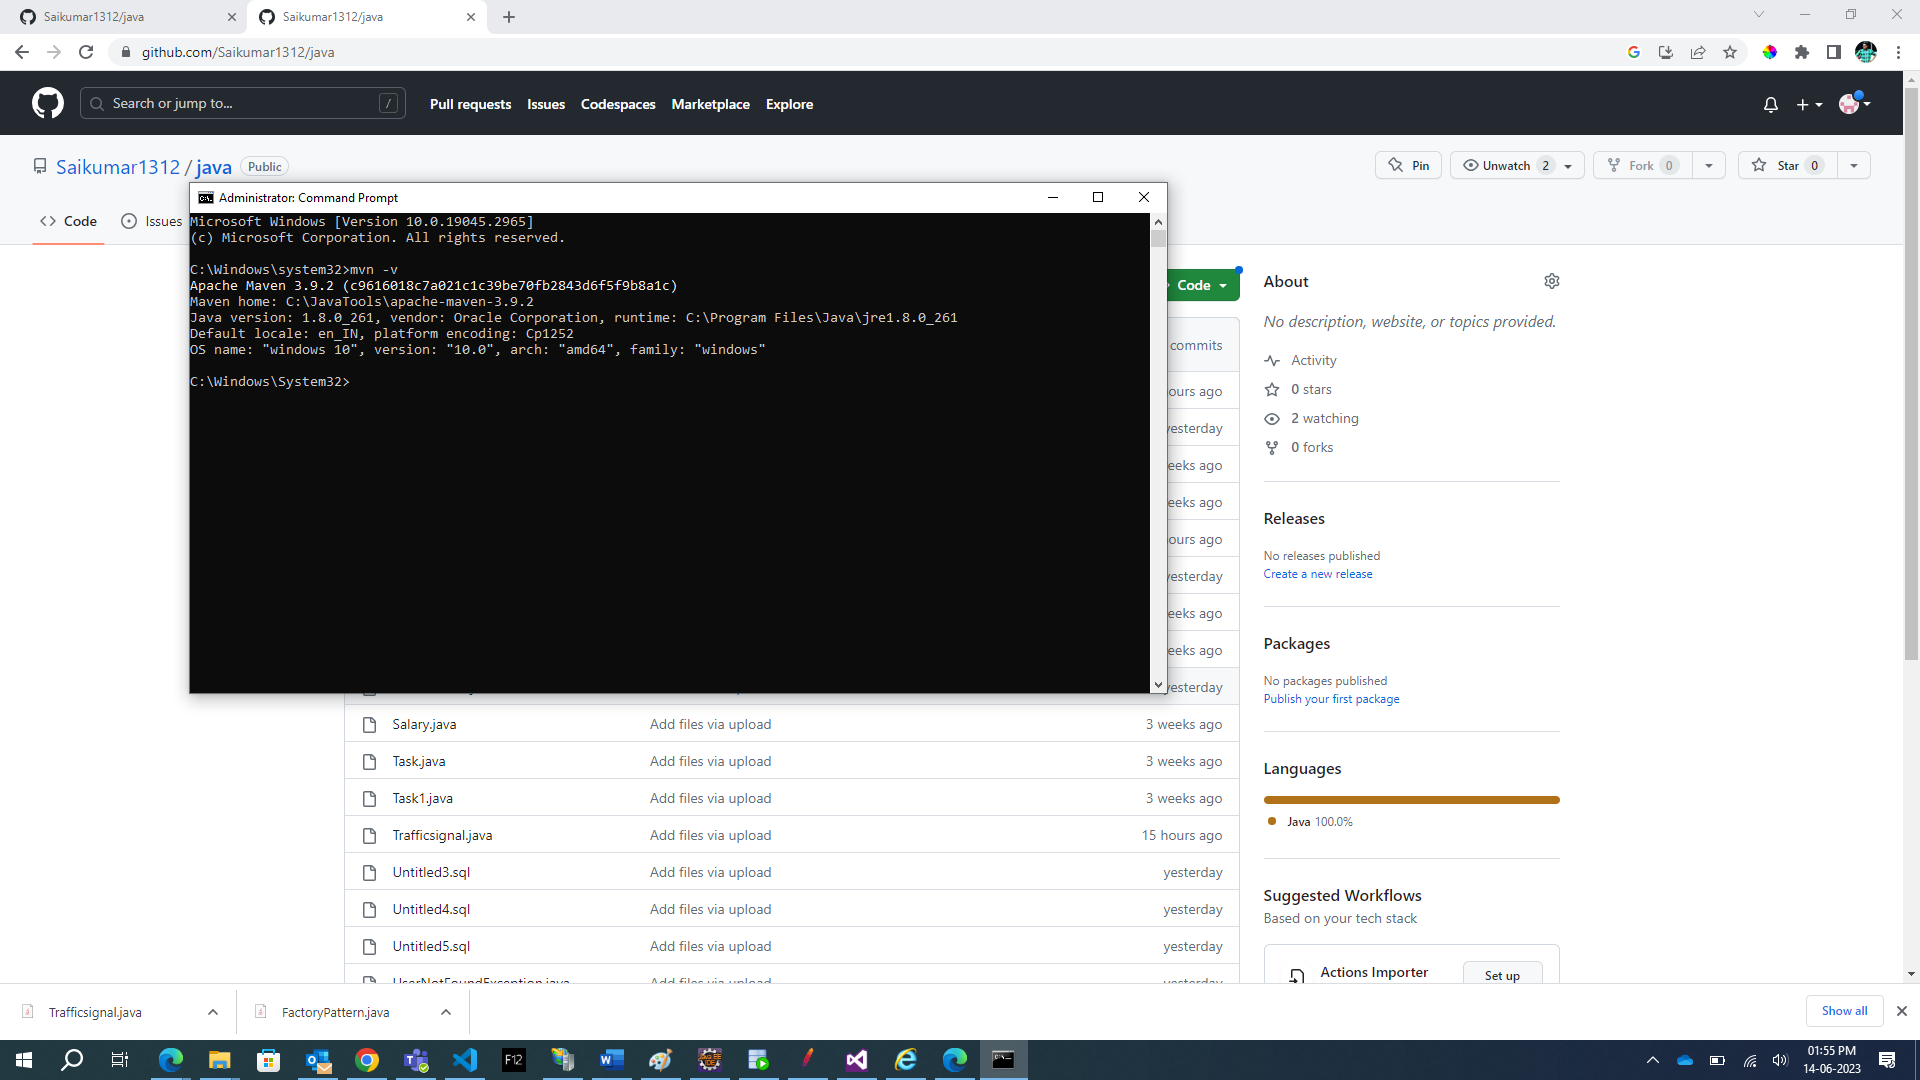 Saikumar1312/java
Saikumar1312/java
github.com/Saikumar1312/java
Search or jump to...
/
Pull requests
Issues
Codespaces
Marketplace
Explore
Saikumar1312 / java
Public
Pin
Unwatch 2
Fork 0
Star 0
Code
Issues
Administrator: Command Prompt
Microsoft Windows [Version 10.0.19045.2965]
(c) Microsoft Corporation. All rights reserved.
C:\Windows\system32>mvn -v
Apache Maven 3.9.2 (c9616018c7a021c1c39be70fb2843d6f5f9b8a1c)
Maven home: C:\JavaTools\apache-maven-3.9.2
Java version: 1.8.0_261, vendor: Oracle Corporation, runtime: C:\Program Files\Java\jre1.8.0_261
Default locale: en_IN, platform encoding: Cp1252
OS name: "windows 10", version: "10.0", arch: "amd64", family: "windows"
C:\Windows\System32>
Code
commits
ours ago
yesterday
eeks ago
eeks ago
ours ago
yesterday
eeks ago
eeks ago
yesterday
Salary.java Add files via upload 3 weeks ago
Task.java Add files via upload 3 weeks ago
Task1.java Add files via upload 3 weeks ago
Trafficsignal.java Add files via upload 15 hours ago
Untitled3.sql Add files via upload yesterday
Untitled4.sql Add files via upload yesterday
Untitled5.sql Add files via upload yesterday
UserNotFoundException.java Add files via upload yesterday
About
No description, website, or topics provided.
Activity
0 stars
2 watching
0 forks
Releases
No releases published
Create a new release
Packages
No packages published
Publish your first package
Languages
Java 100.0%
Suggested Workflows
Based on your tech stack
Actions Importer
Set up
Trafficsignal.java
FactoryPattern.java
Show all
F12
01:55 PM
14-06-2023